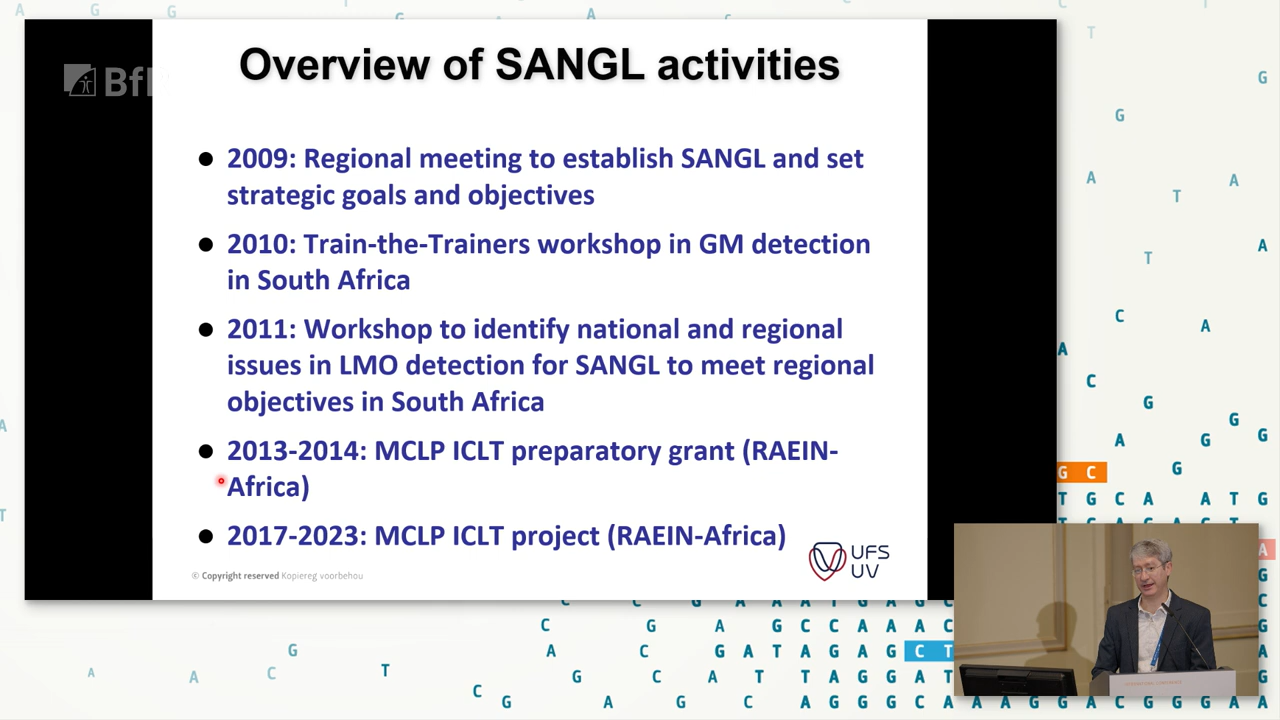 BfR
Overview of SANGL activities
● 2009: Regional meeting to establish SANGL and set
strategic goals and objectives
● 2010: Train-the-Trainers workshop in GM detection
in South Africa
● 2011: Workshop to identify national and regional
issues in LMO detection for SANGL to meet regional
objectives in South Africa
● 2013-2014: MCLP ICLT preparatory grant (RAEIN-
Africa)
● 2017-2023: MCLP ICLT project (RAEIN-Africa)
© Copyright reserved Kopiereg voorbehou
UFS
UV